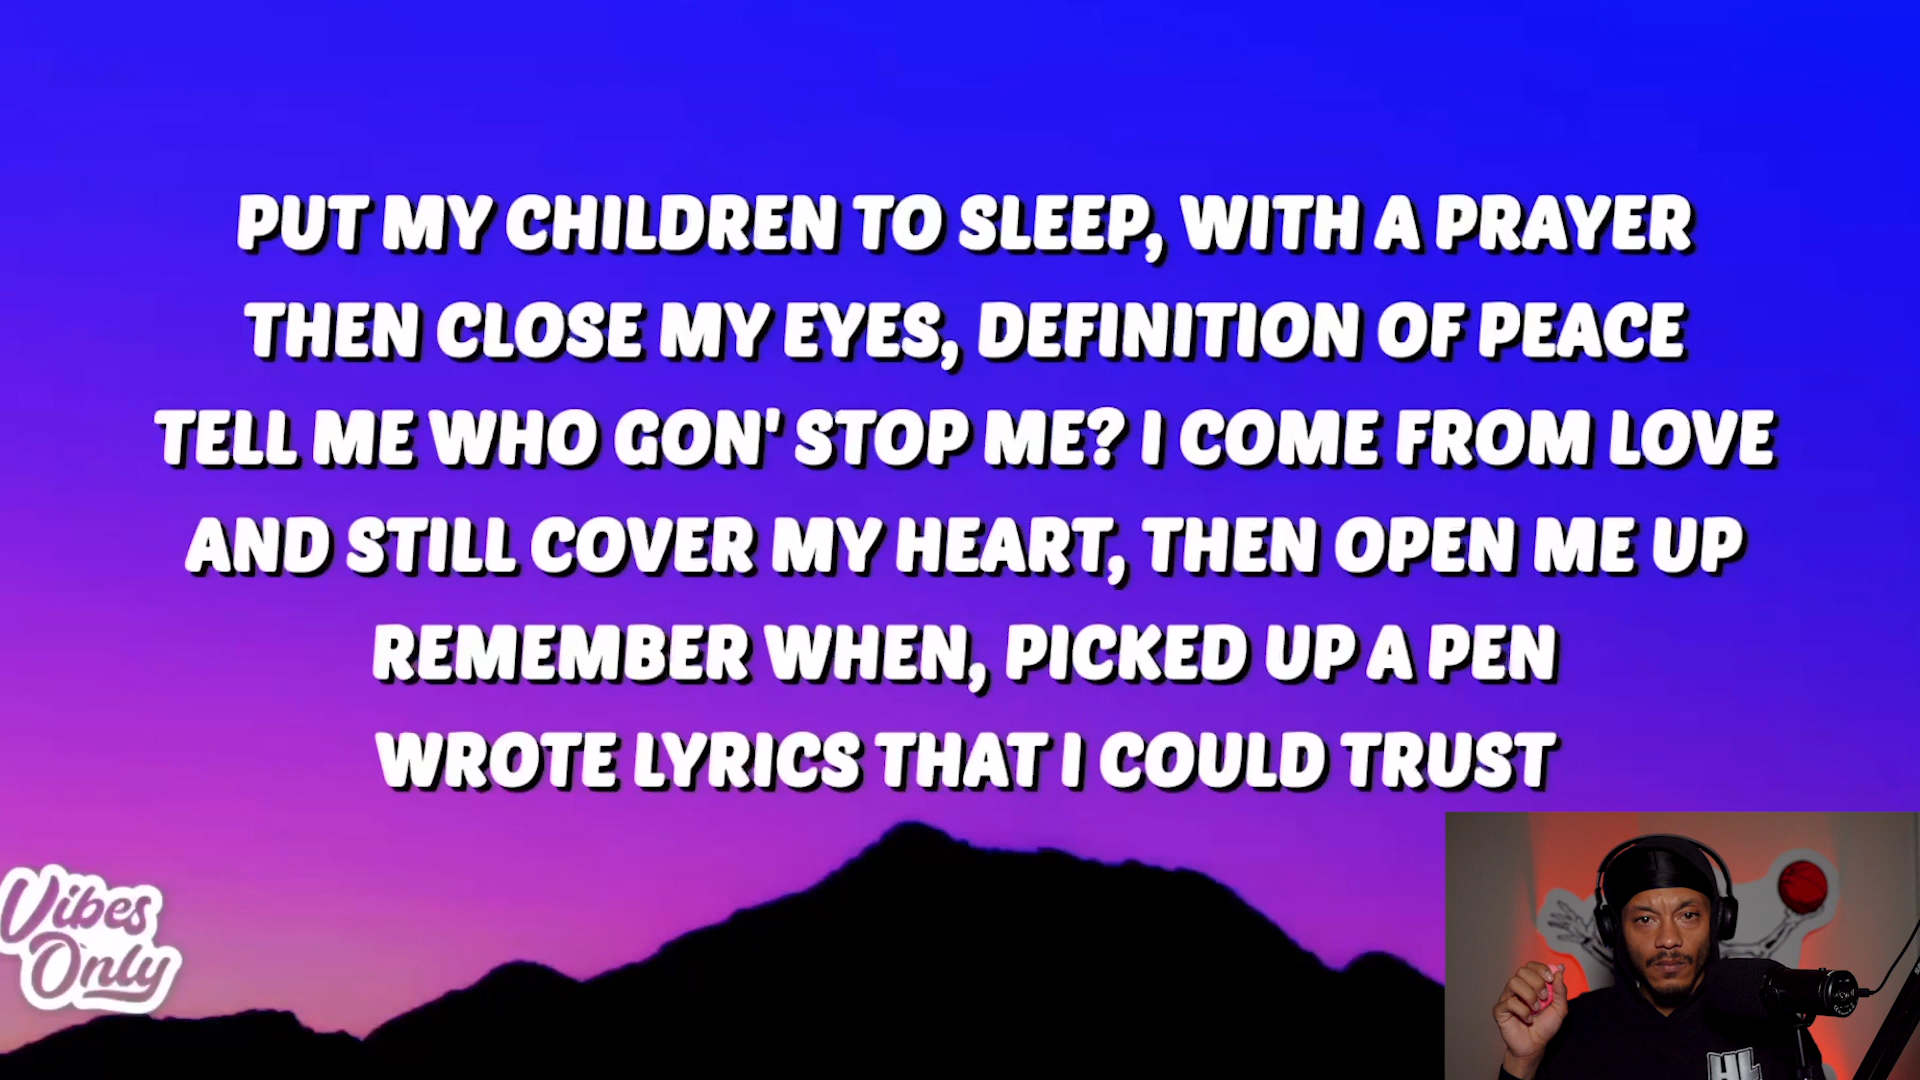 PUT MY CHILDREN TO SLEEP, WITH A PRAYER
THEN CLOSE MY EYES, DEFINITION OF PEACE
TELL ME WHO GON' STOP ME? I COME FROM LOVE
AND STILL COVER MY HEART, THEN OPEN ME UP
REMEMBER WHEN, PICKED UP A PEN
WROTE LYRICS THAT I COULD TRUST
Vibes
Only
HL